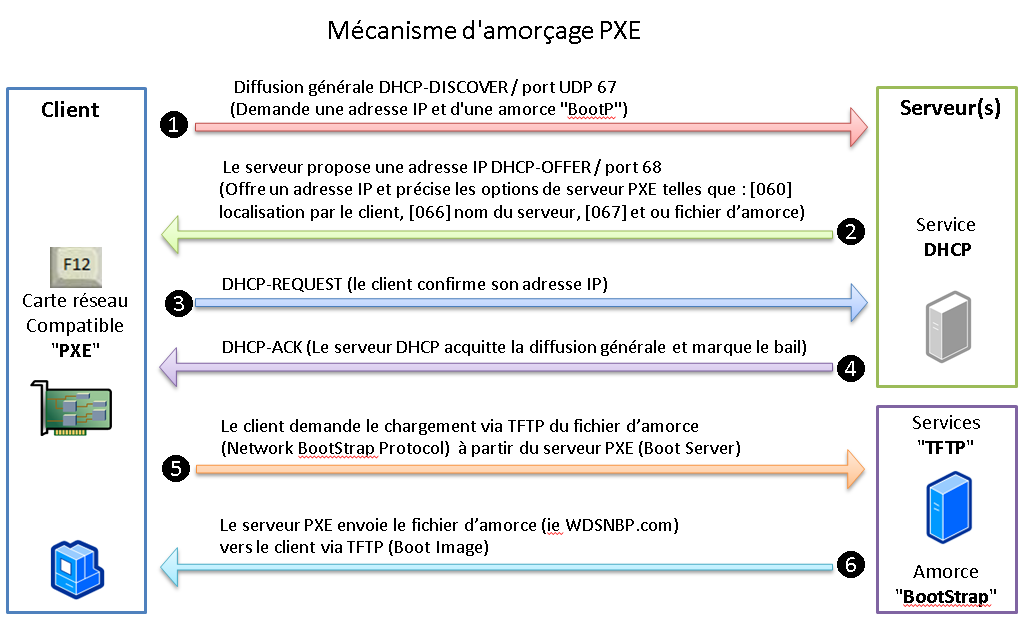 Mécanisme d'amorçage PXE
Client
Diffusion générale DHCP-DISCOVER / port UDP 67
(Demande une adresse IP et d'une amorce "BootP")
1
Serveur(s)
Le serveur propose une adresse IP DHCP-OFFER / port 68
(Offre un adresse IP et précise les options de serveur PXE telles que : [060]
localisation par le client, [066] nom du serveur, [067] et ou fichier d’amorce)
2
Service
DHCP
F12
Carte réseau
Compatible
"PXE"
DHCP-REQUEST (le client confirme son adresse IP)
3
DHCP-ACK (Le serveur DHCP acquitte la diffusion générale et marque le bail)
4
Le client demande le chargement via TFTP du fichier d’amorce
(Network BootStrap Protocol) à partir du serveur PXE (Boot Server)
5
Services
"TFTP"
Le serveur PXE envoie le fichier d’amorce (ie WDSNBP.com)
vers le client via TFTP (Boot Image)
6
Amorce
"BootStrap"